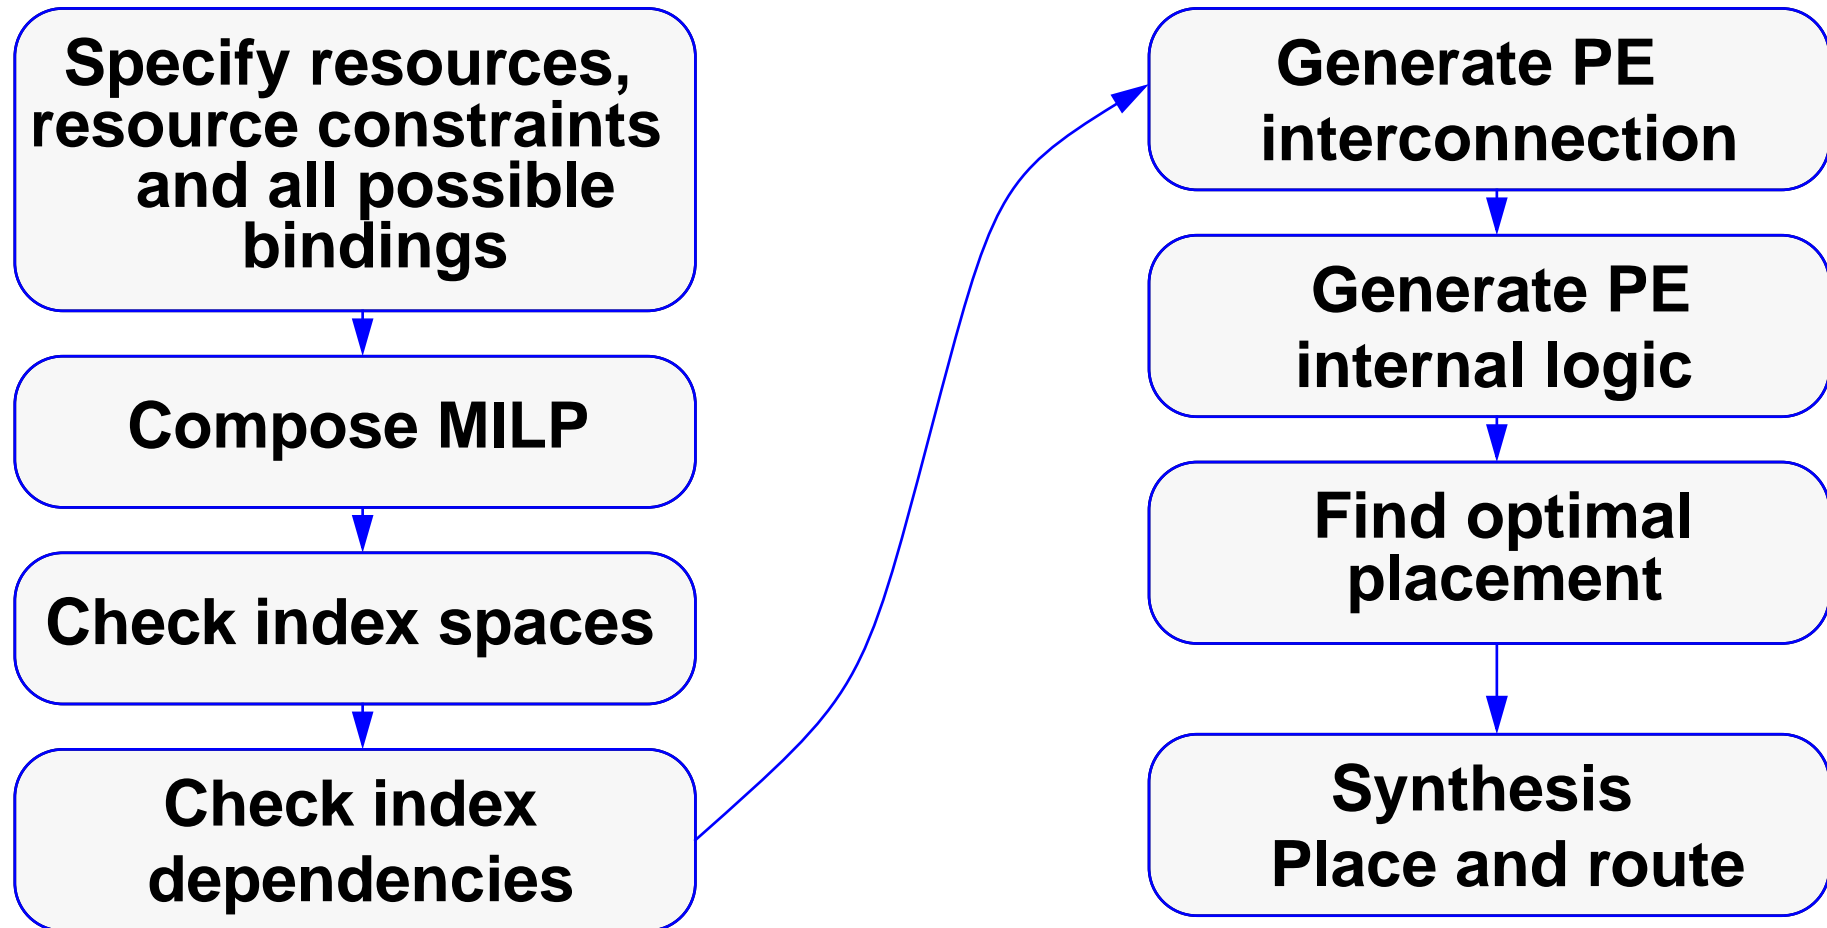 Specify resources,
resource constraints
and all possible
bindings
Compose MILP
Check index spaces
Check index
dependencies
Generate PE
interconnection
Generate PE
internal logic
Find optimal
placement
Synthesis
Place and route